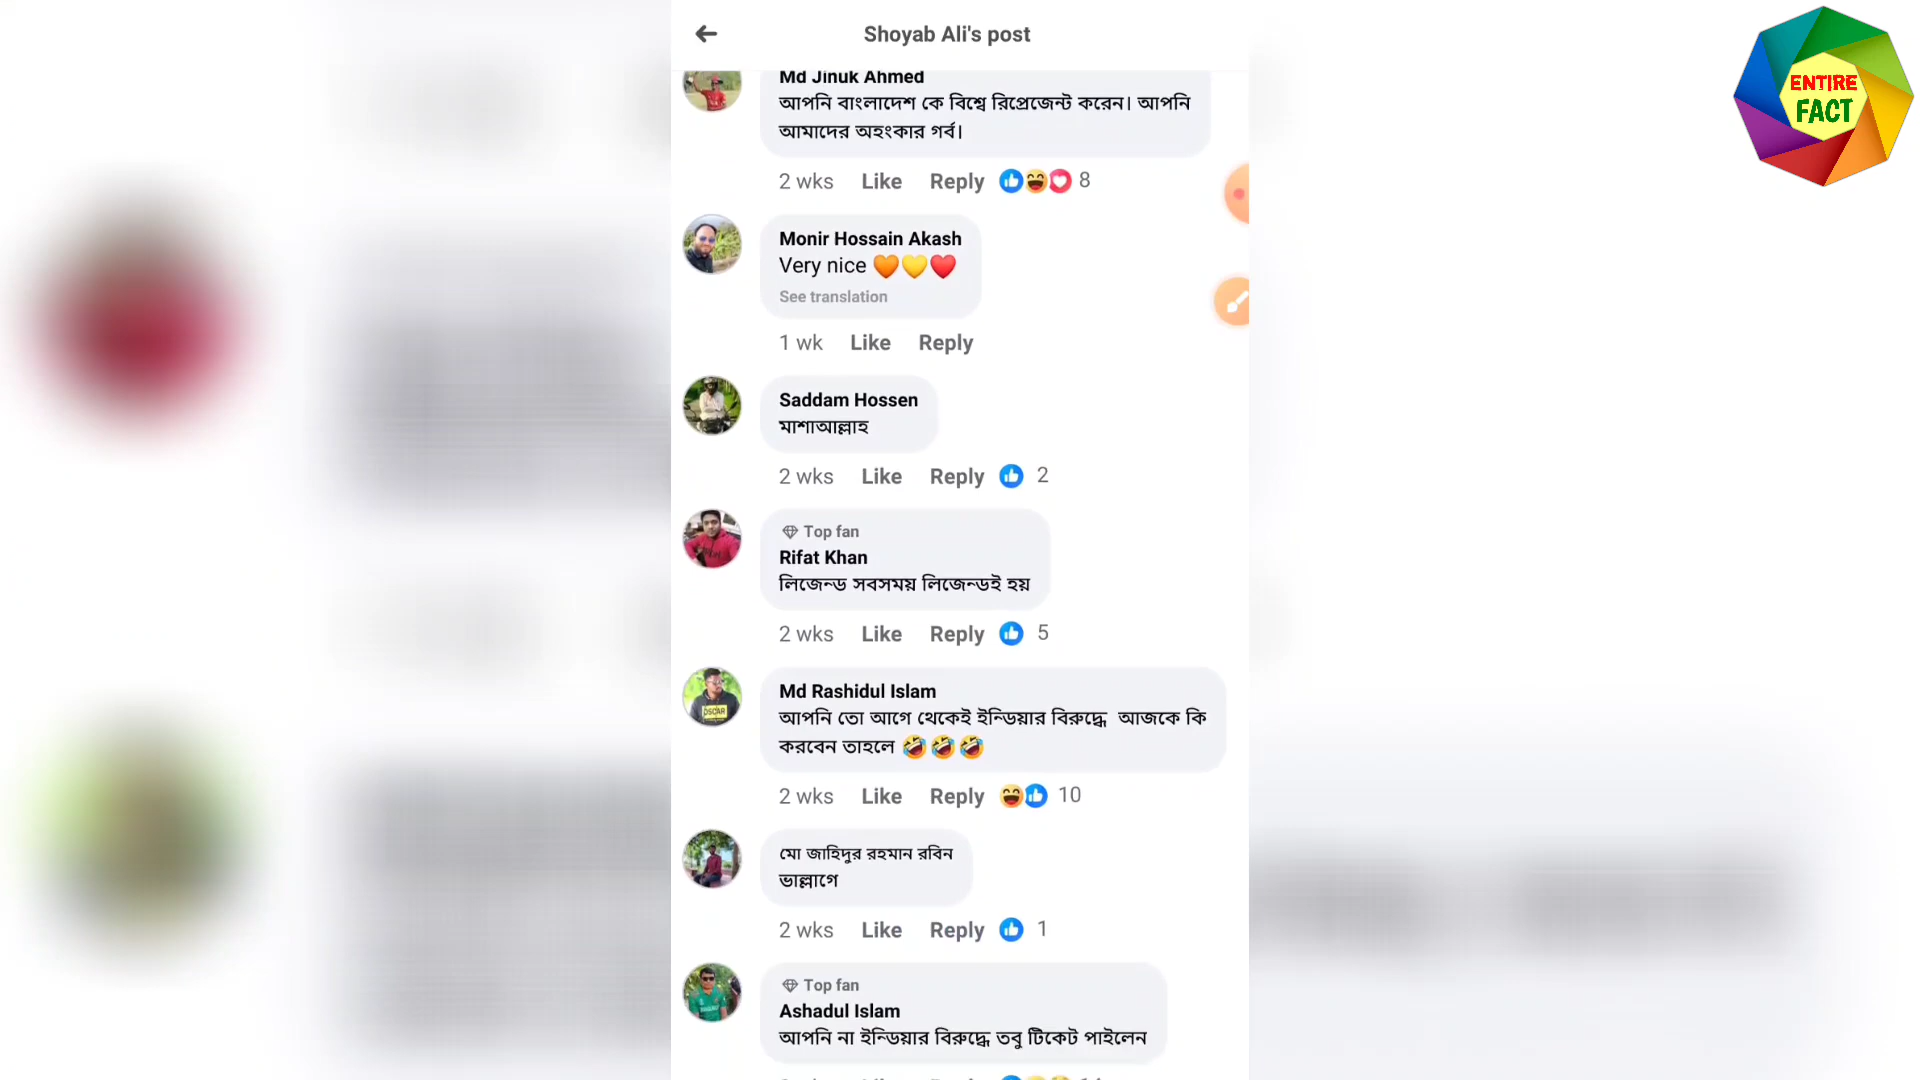 Shoyab Ali's post
ENTIRE
FACT
Md Jinuk Ahmed
আপনি বাংলাদেশ কে বিশ্বে রিপ্রেজেন্ট করেন। আপনি
আমাদের অহংকার গর্ব।
2 wks Like Reply 8
Monir Hossain Akash
Very nice 🧡💛❤️
See translation
1 wk Like Reply
Saddam Hossen
মাশাআল্লাহ
2 wks Like Reply 2
Top fan
Rifat Khan
লিজেন্ড সবসময় লিজেন্ডই হয়
2 wks Like Reply 5
Md Rashidul Islam
আপনি তো আগে থেকেই ইন্ডিয়ার বিরুদ্ধে আজকে কি
করবেন তাহলে 🤣🤣🤣
2 wks Like Reply 10
মো জাহিদুর রহমান রবিন
ভাল্লাগে
2 wks Like Reply 1
Top fan
Ashadul Islam
আপনি না ইন্ডিয়ার বিরুদ্ধে তবু টিকেট পাইলেন